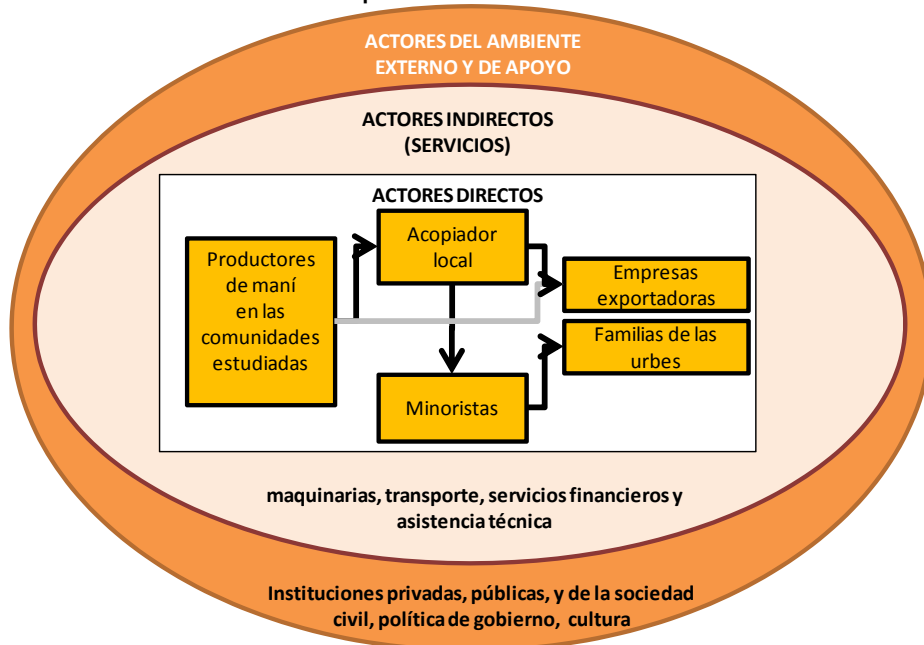 ACTORES DEL AMBIENTE
EXTERNO Y DE APOYO
ACTORES INDIRECTOS
(SERVICIOS)
ACTORES DIRECTOS
Productores
de maní
en las
comunidades
estudiadas
Acopiador
local
Empresas
exportadoras
Familias de las
urbes
Minoristas
maquinarias, transporte, servicios financieros y
asistencia técnica
Instituciones privadas, públicas, y de la sociedad
civil, política de gobierno, cultura